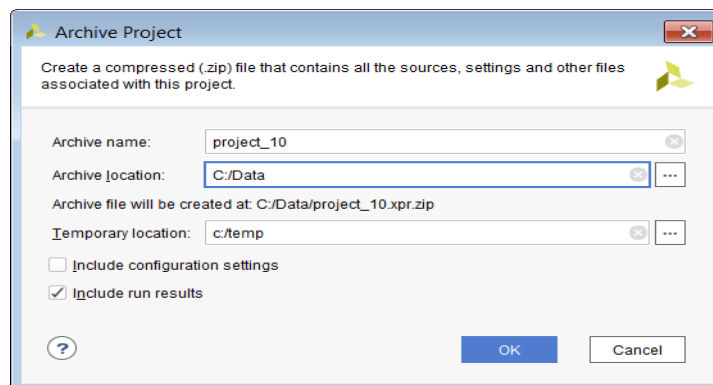 Archive Project
Create a compressed (.zip) file that contains all the sources, settings and other files
associated with this project.
Archive name: project_10
Archive location: C:/Data ...
Archive file will be created at: C:/Data/project_10.xpr.zip
Temporary location: c:/temp ...
Include configuration settings
Include run results
? OK Cancel